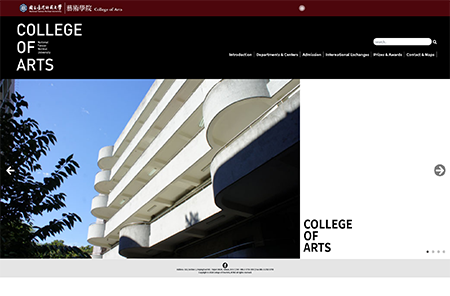 國立臺灣師範大學 藝術學院 College of Arts
COLLEGE
OF
ARTS
National
Taiwan
Normal
University
Search
Introduction Departments & Centers Admission International Exchanges Prizes & Awards Contact & Maps
COLLEGE
OF
ARTS